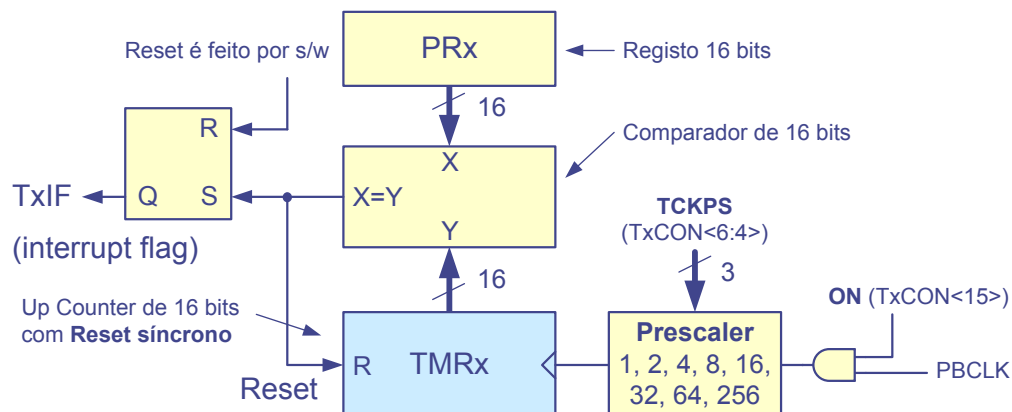 Reset é feito por s/w
PRx
Registo 16 bits
16
R
X
Comparador de 16 bits
TxIF
Q
S
X=Y
Y
TCKPS
(TxCON<6:4>)
(interrupt flag)
16
3
ON (TxCON<15>)
Up Counter de 16 bits
com Reset síncrono
Reset
R
TMRx
Prescaler
1, 2, 4, 8, 16,
32, 64, 256
PBCLK